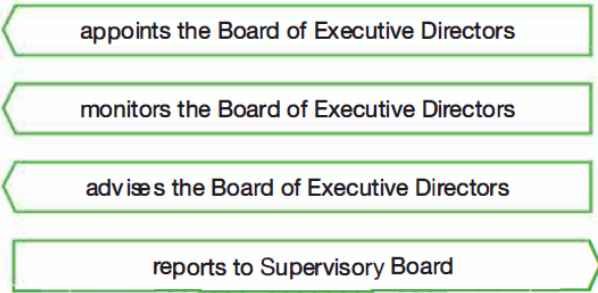 appoints the Board of Executive Directors
monitors the Board of Executive Directors
advises the Board of Executive Directors
reports to Supervisory Board